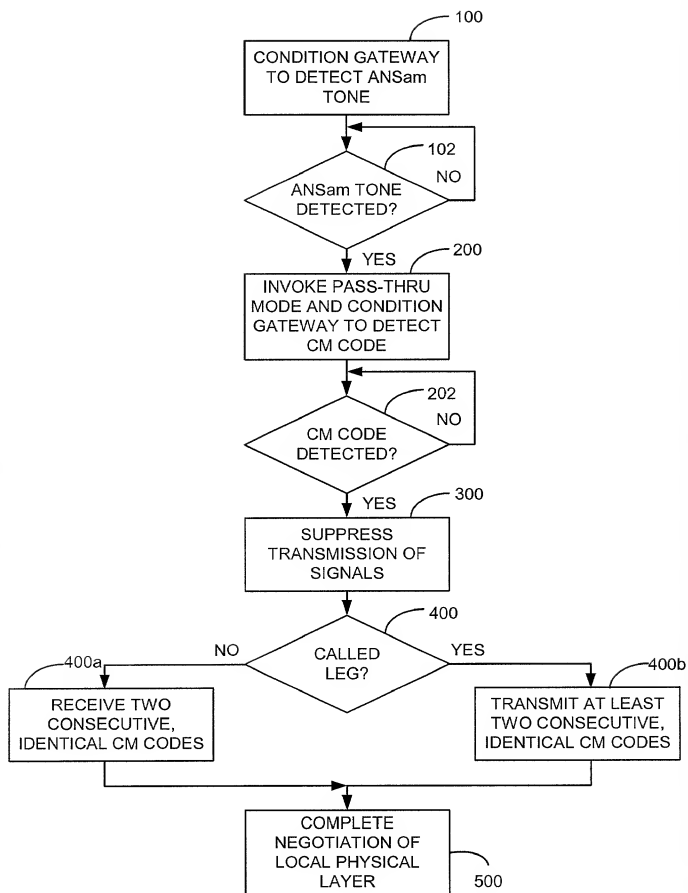 100
CONDITION GATEWAY
TO DETECT ANSam
TONE
102
NO
ANSam TONE
DETECTED?
YES
200
INVOKE PASS-THRU
MODE AND CONDITION
GATEWAY TO DETECT
CM CODE
202
NO
CM CODE
DETECTED?
YES
300
SUPPRESS
TRANSMISSION OF
SIGNALS
400
NO
CALLED
LEG?
YES
400a
RECEIVE TWO
CONSECUTIVE,
IDENTICAL CM CODES
400b
TRANSMIT AT LEAST
TWO CONSECUTIVE,
IDENTICAL CM CODES
COMPLETE
NEGOTIATION OF
LOCAL PHYSICAL
LAYER
500